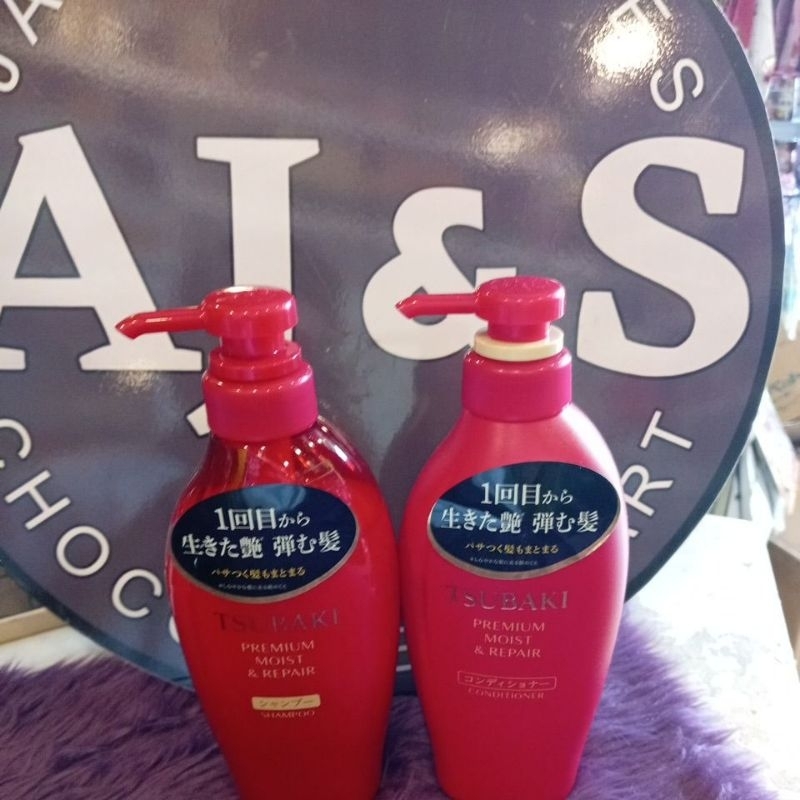 AJ&S
CHOC
ART
1回目から
生きた艶 弾む髪
パサつく髪もまとまる
TSUBAKI
PREMIUM
MOIST
& REPAIR
シャンプー
SHAMPOO
1回目から
生きた艶 弾む髪
パサつく髪もまとまる
TSUBAKI
PREMIUM
MOIST
& REPAIR
コンディショナー
CONDITIONER